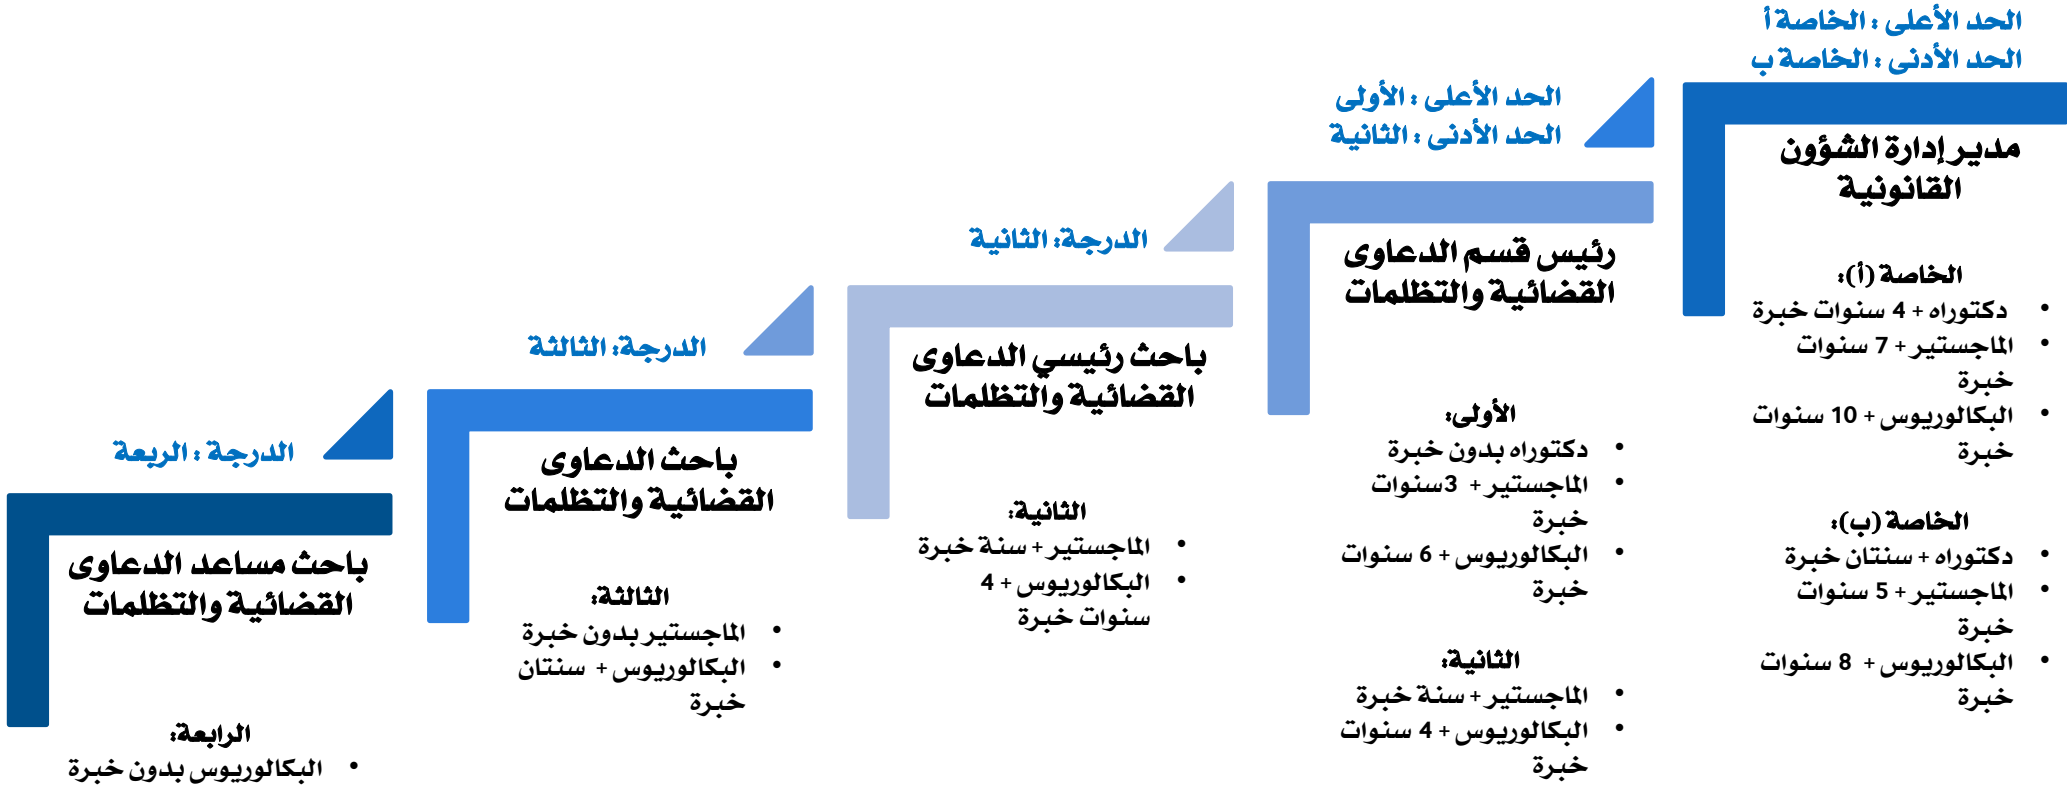 الحد الأعلى : الخاصة أ
الحد الأدنى : الخاصة ب
مدير إدارة الشؤون
القانونية
الخاصة (أ):
• دكتوراه + 4 سنوات خبرة
• الماجستير + 7 سنوات
خبرة
• البكالوريوس + 10 سنوات
خبرة
الخاصة (ب):
• دكتوراه + سنتان خبرة
• الماجستير + 5 سنوات
خبرة
• البكالوريوس + 8 سنوات
خبرة
الحد الأعلى : الأولى
الحد الأدنى : الثانية
رئيس قسم الدعاوى
القضائية والتظلمات
الأولى:
• دكتوراه بدون خبرة
• الماجستير + 3سنوات
خبرة
• البكالوريوس + 6 سنوات
خبرة
الثانية:
• الماجستير + سنة خبرة
• البكالوريوس + 4 سنوات
خبرة
الدرجة: الثانية
باحث رئيسي الدعاوى
القضائية والتظلمات
الثانية:
• الماجستير + سنة خبرة
• البكالوريوس + 4
سنوات خبرة
الدرجة: الثالثة
باحث الدعاوى
القضائية والتظلمات
الثالثة:
• الماجستير بدون خبرة
• البكالوريوس + سنتان
خبرة
الدرجة : الربعة
باحث مساعد الدعاوى
القضائية والتظلمات
الرابعة:
• البكالوريوس بدون خبرة